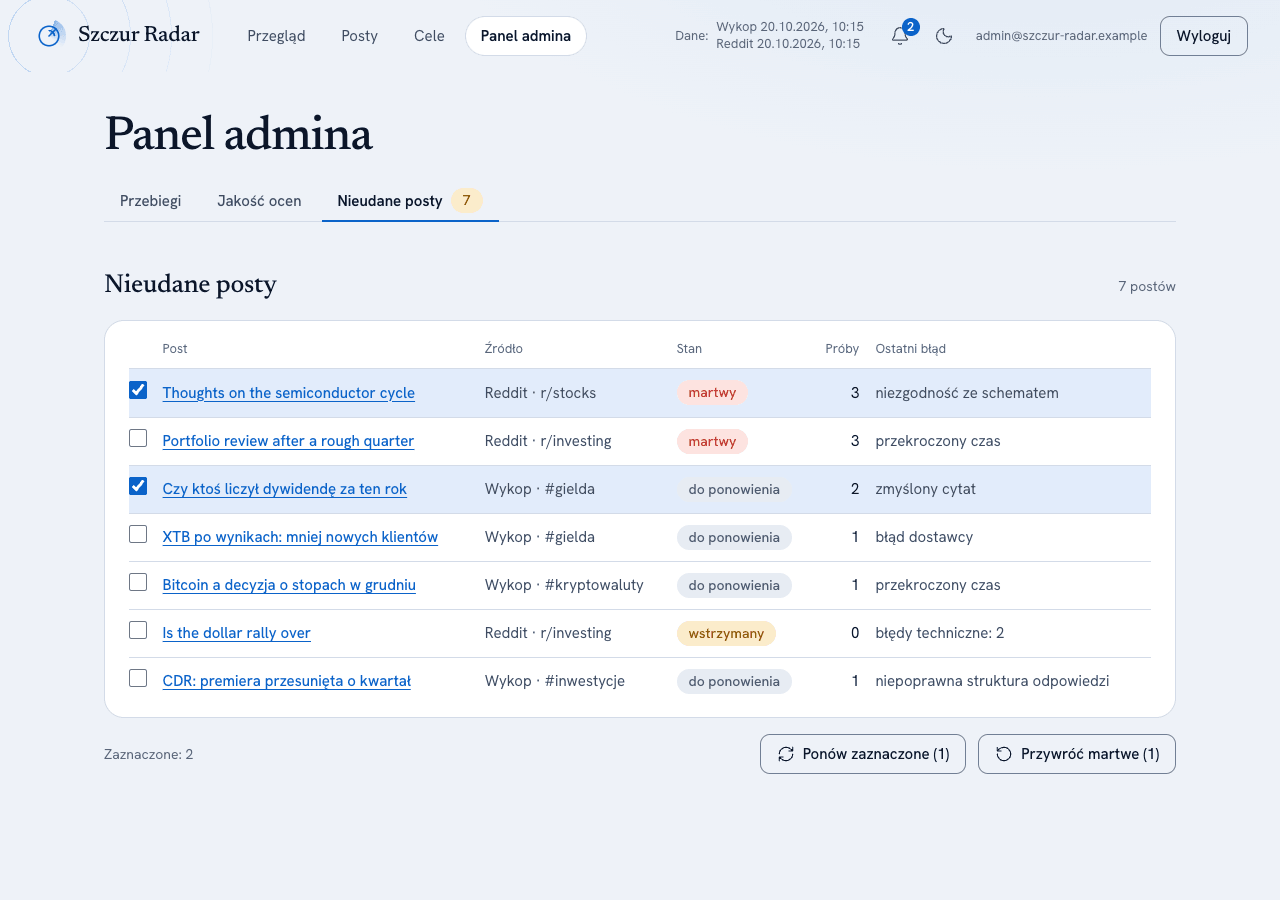 Szczur Radar Przegląd Posty Cele Panel admina Dane: Wykop 20.10.2026, 10:15 2 admin@szczur-radar.example Wyloguj
Reddit 20.10.2026, 10:15
Panel admina
Przebiegi Jakość ocen Nieudane posty 7
Nieudane posty 7 postów
Post Źródło Stan Próby Ostatni błąd
Thoughts on the semiconductor cycle Reddit · r/stocks martwy 3 niezgodność ze schematem
Portfolio review after a rough quarter Reddit · r/investing martwy 3 przekroczony czas
Czy ktoś liczył dywidendę za ten rok Wykop · #gielda do ponowienia 2 zmyślony cytat
XTB po wynikach: mniej nowych klientów Wykop · #gielda do ponowienia 1 błąd dostawcy
Bitcoin a decyzja o stopach w grudniu Wykop · #kryptowaluty do ponowienia 1 przekroczony czas
Is the dollar rally over Reddit · r/investing wstrzymany 0 błędy techniczne: 2
CDR: premiera przesunięta o kwartał Wykop · #inwestycje do ponowienia 1 niepoprawna struktura odpowiedzi
Zaznaczone: 2 Ponów zaznaczone (1) Przywróć martwe (1)